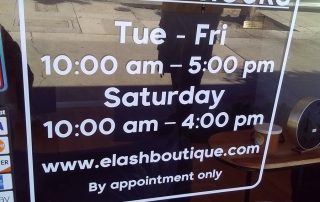 HOURS
Tue - Fri
10:00 am – 5:00 pm
Saturday
10:00 am – 4:00 pm
www.elashboutique.com
By appointment only